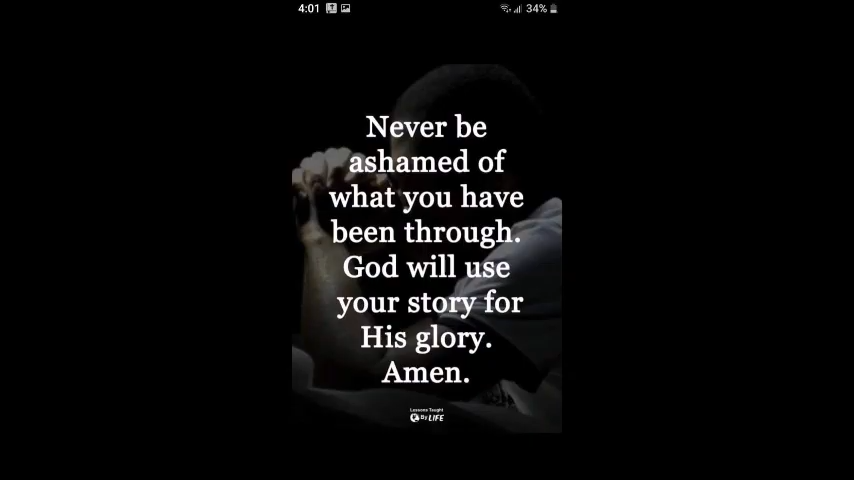 4:01 34%
Never be
ashamed of
what you have
been through.
God will use
your story for
His glory.
Amen.
Lessons Taught
By LIFE